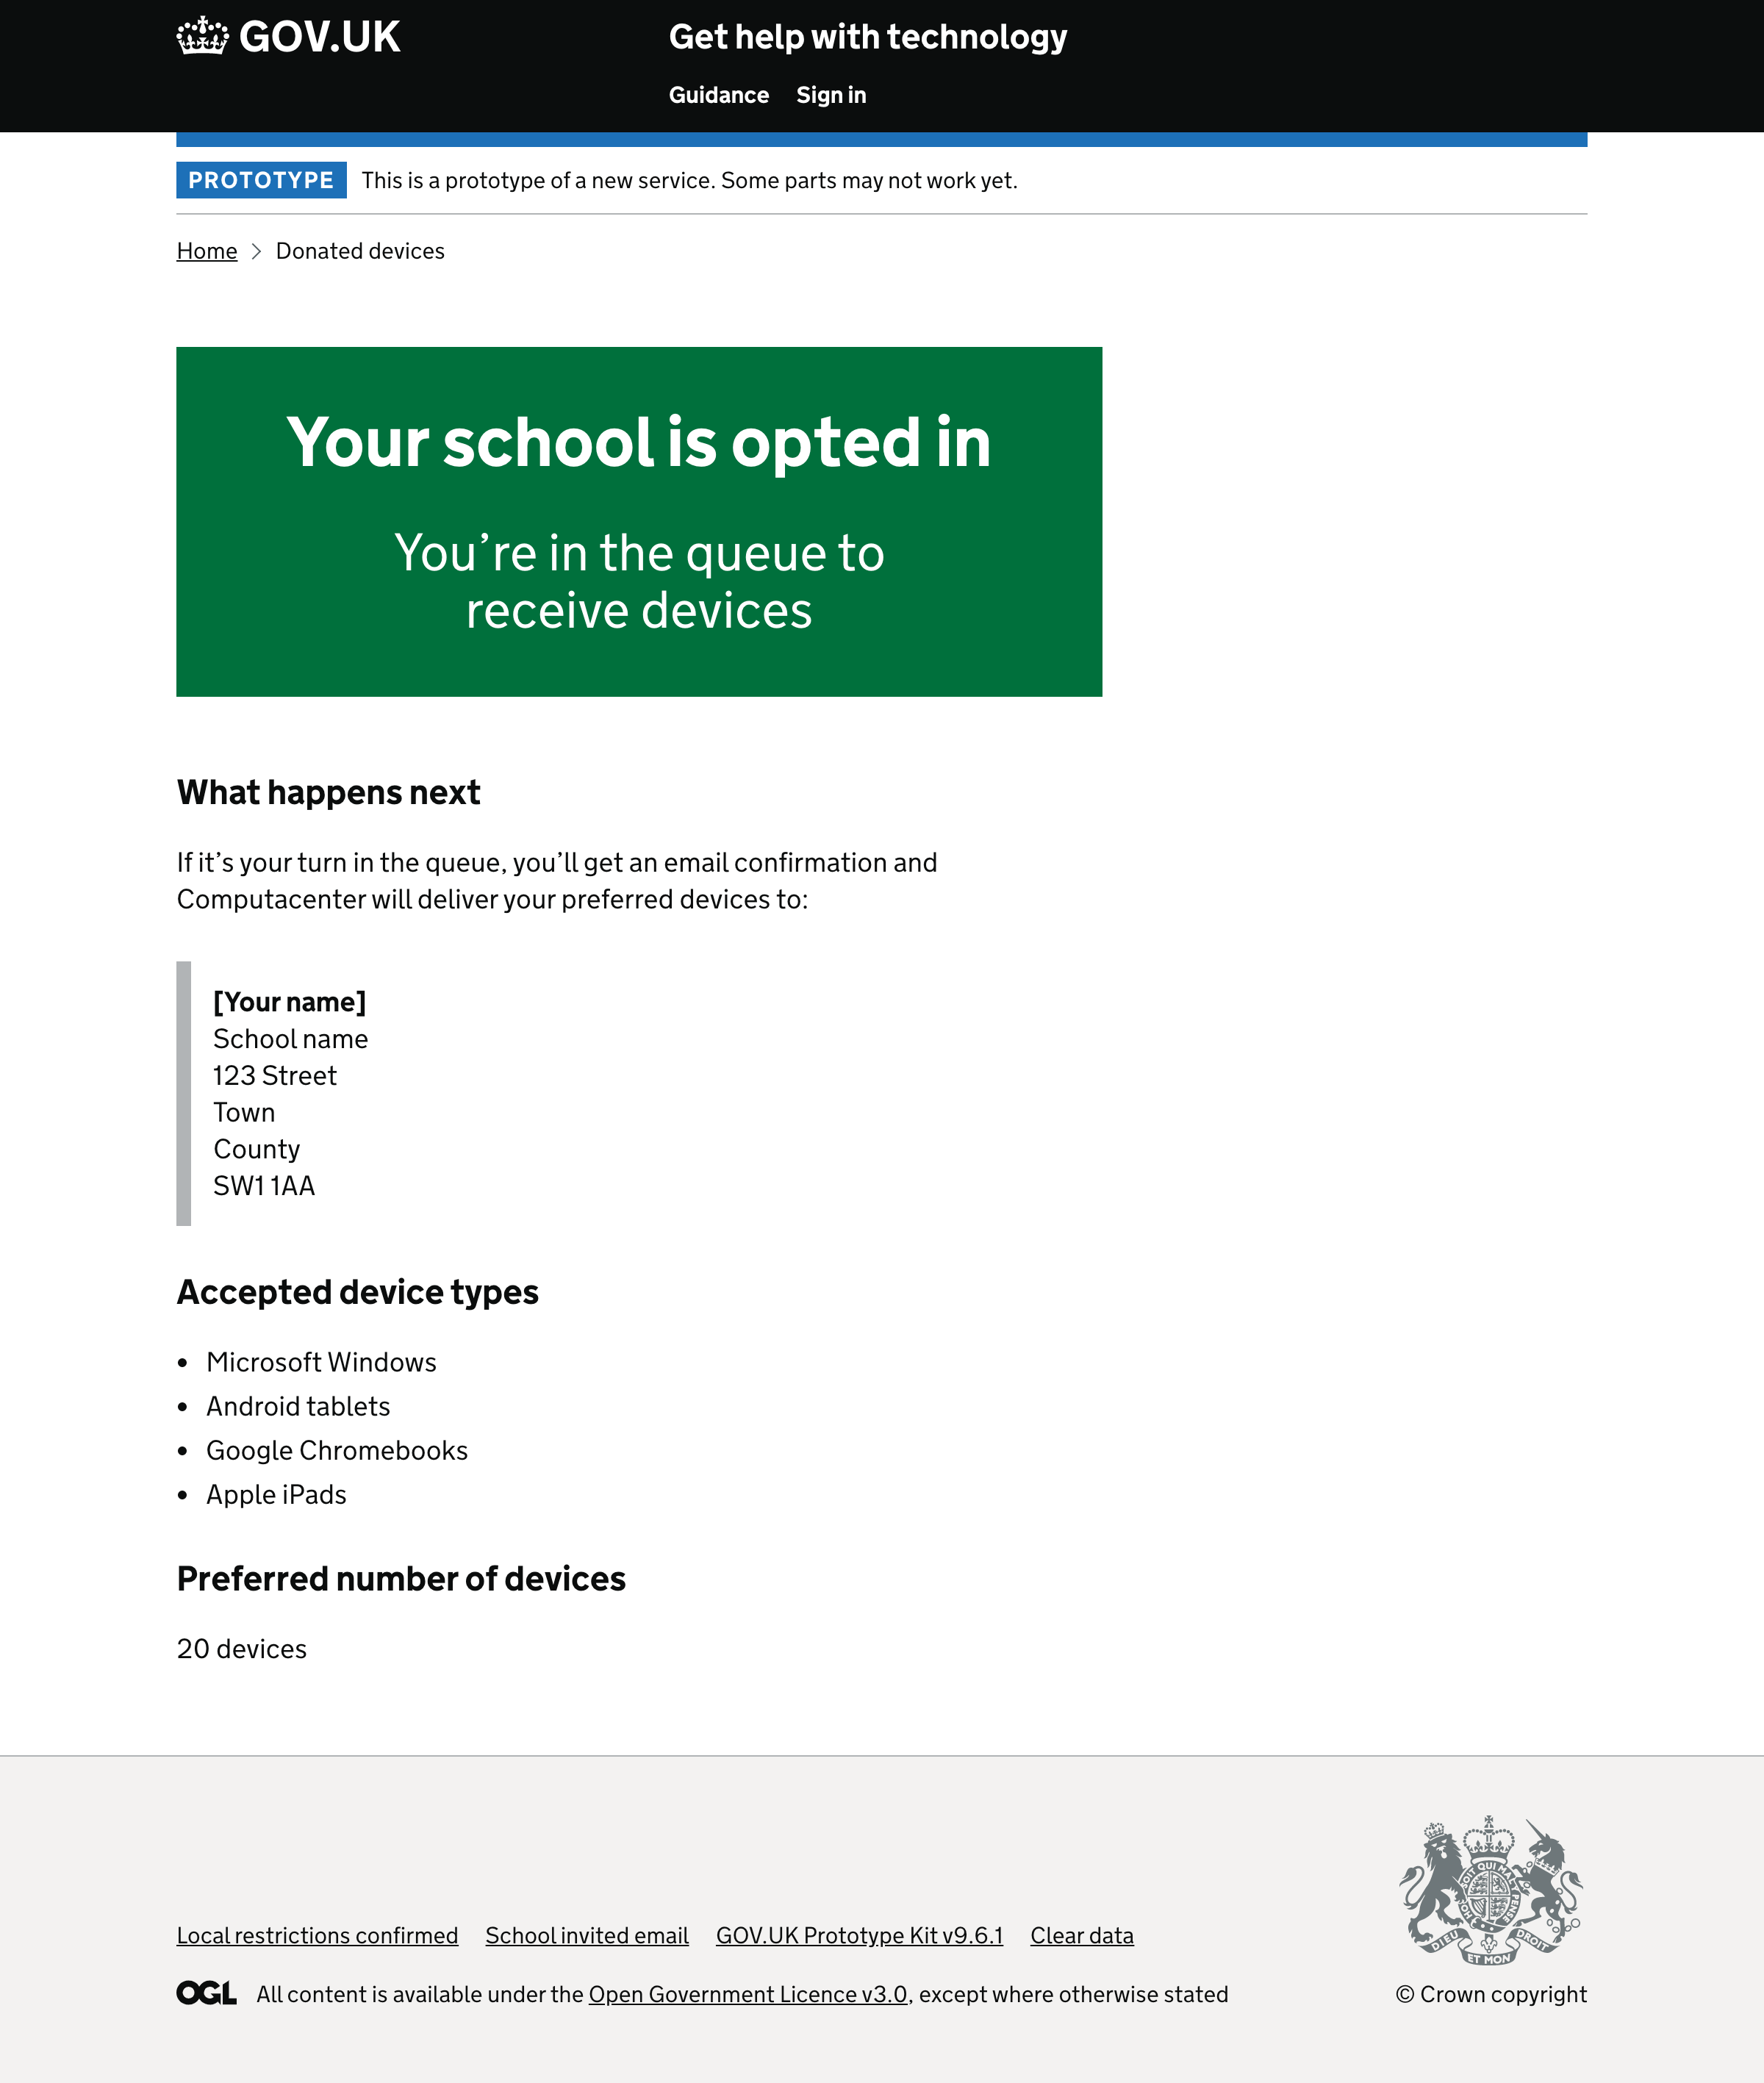 GOV.UK
Get help with technology
Guidance Sign in
PROTOTYPE This is a prototype of a new service. Some parts may not work yet.
Home Donated devices
Your school is opted in
You’re in the queue to
receive devices
What happens next
If it’s your turn in the queue, you’ll get an email confirmation and
Computacenter will deliver your preferred devices to:
[Your name]
School name
123 Street
Town
County
SW1 1AA
Accepted device types
• Microsoft Windows
• Android tablets
• Google Chromebooks
• Apple iPads
Preferred number of devices
20 devices
Local restrictions confirmed School invited email GOV.UK Prototype Kit v9.6.1 Clear data
OGL All content is available under the Open Government Licence v3.0, except where otherwise stated
DIEU ET MON DROIT
© Crown copyright